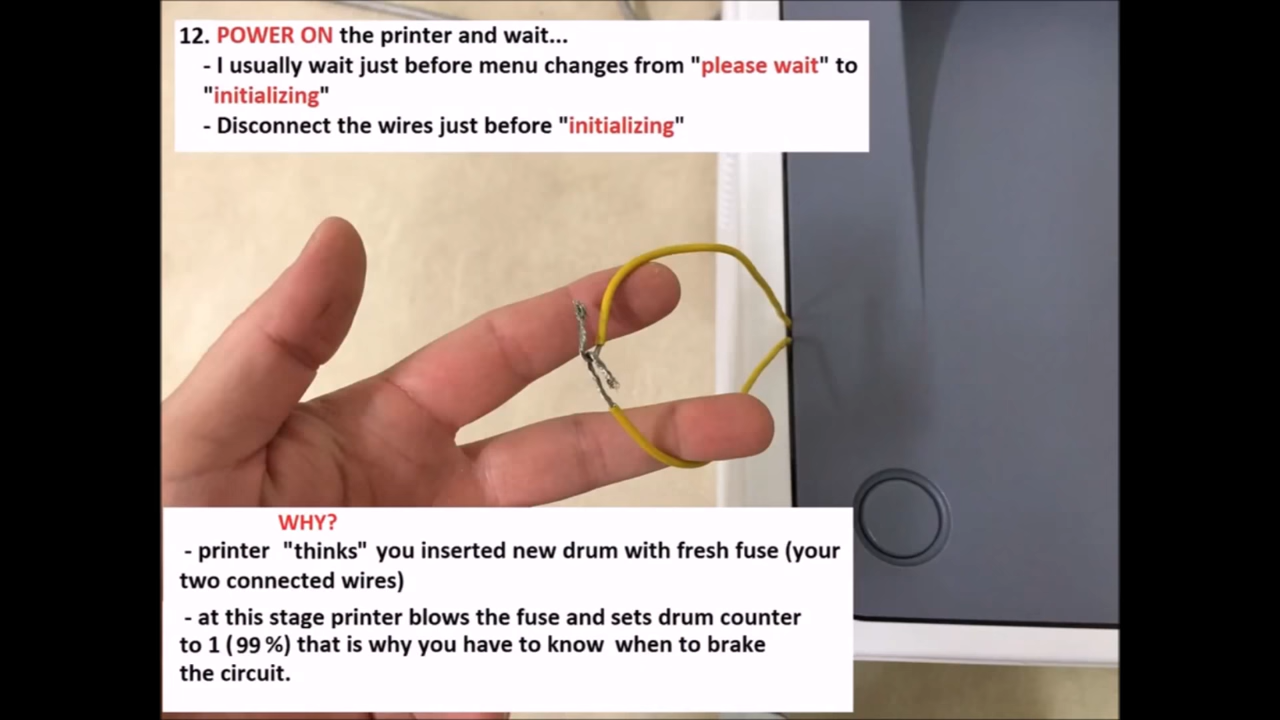 12. POWER ON the printer and wait...
- I usually wait just before menu changes from "please wait" to
"initializing"
- Disconnect the wires just before "initializing"
WHY?
- printer "thinks" you inserted new drum with fresh fuse (your
two connected wires)
- at this stage printer blows the fuse and sets drum counter
to 1 (99%) that is why you have to know when to brake
the circuit.